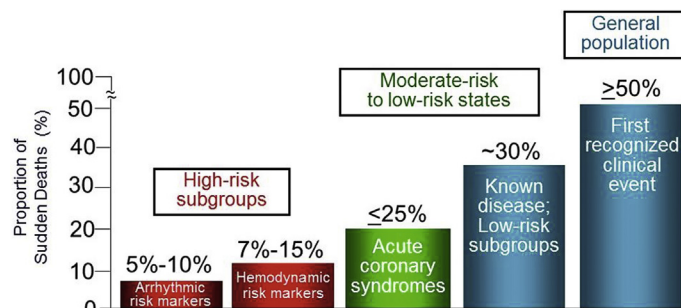 General
population
Moderate-risk
to low-risk states
High-risk
subgroups
Proportion of
Sudden Deaths (%)
100
50
40
30
20
10
0
5%-10%
Arrhythmic
risk markers
7%-15%
Hemodynamic
risk markers
≤25%
Acute
coronary
syndromes
~30%
Known
disease;
Low-risk
subgroups
≥50%
First
recognized
clinical
event